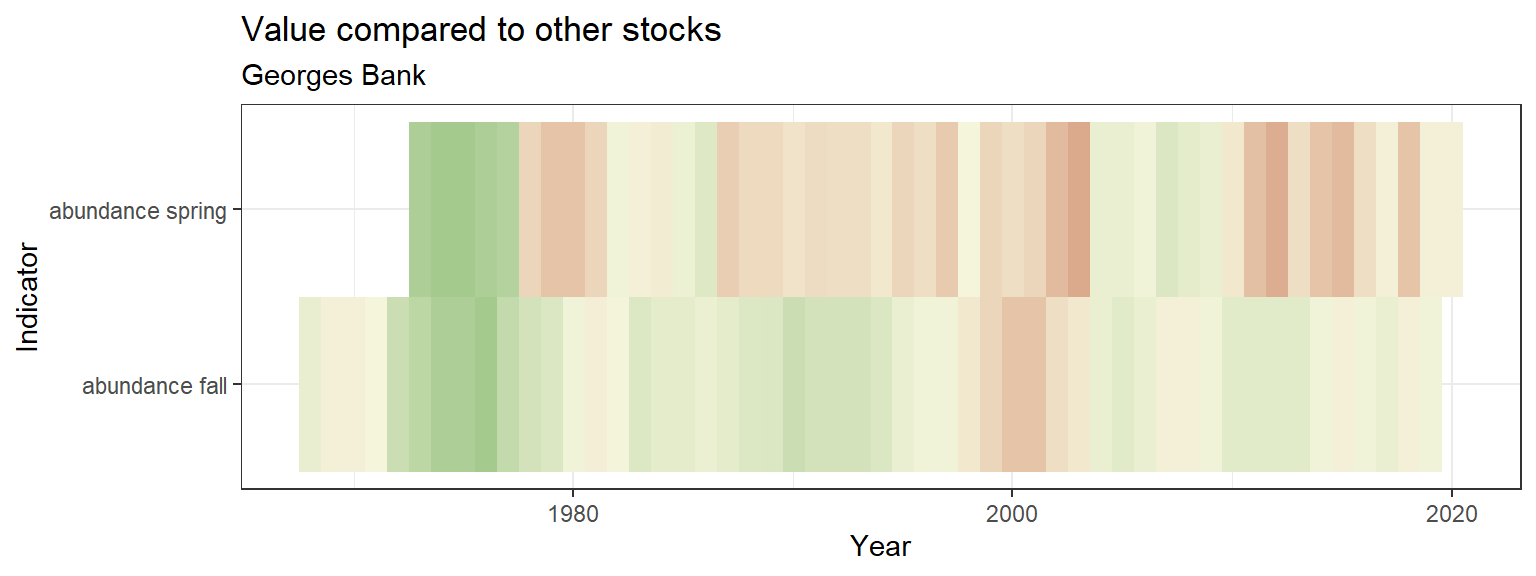 Value compared to other stocks
Georges Bank
Indicator
abundance spring
abundance fall
1980
2000
2020
Year